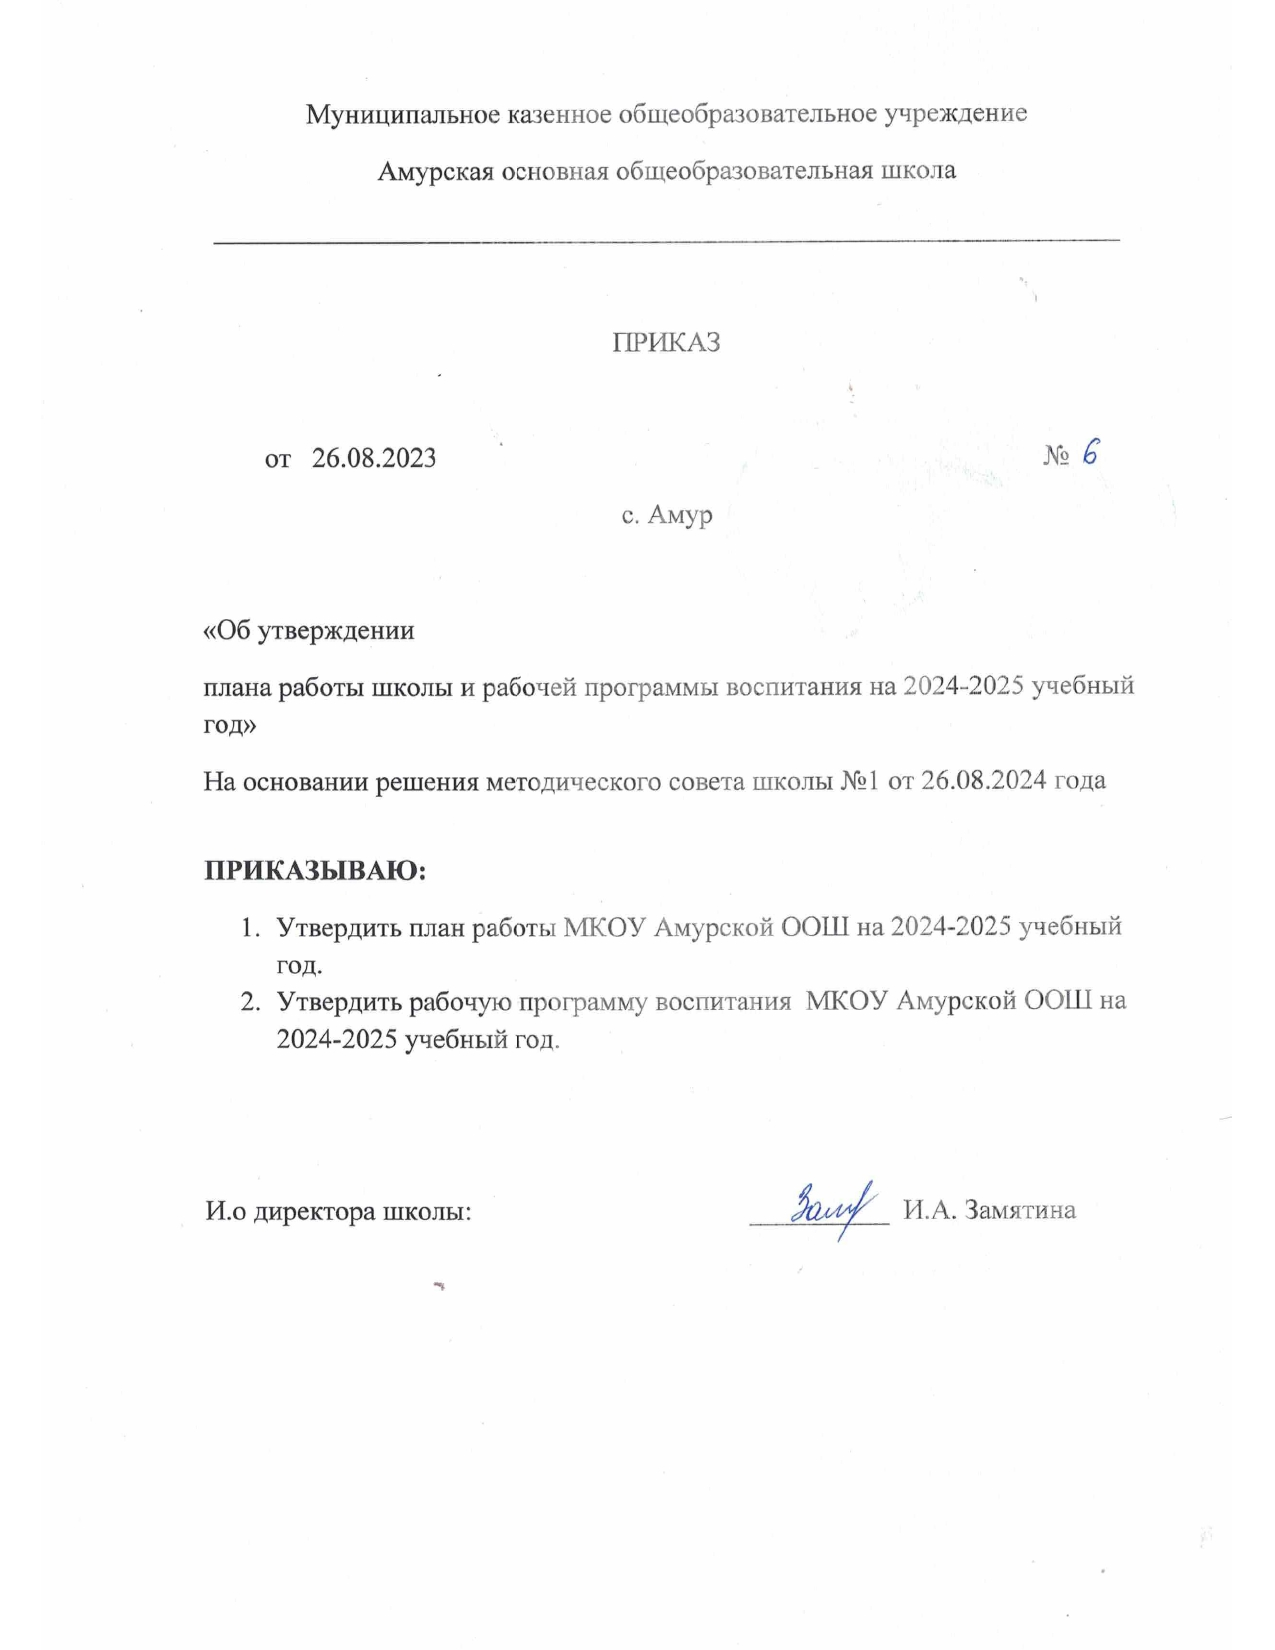 Муниципальное казенное общеобразовательное учреждение
Амурская основная общеобразовательная школа
ПРИКАЗ
от 26.08.2023 № 6
с. Амур
«Об утверждении
плана работы школы и рабочей программы воспитания на 2024-2025 учебный
год»
На основании решения методического совета школы №1 от 26.08.2024 года
ПРИКАЗЫВАЮ:
1. Утвердить план работы МКОУ Амурской ООШ на 2024-2025 учебный
год.
2. Утвердить рабочую программу воспитания МКОУ Амурской ООШ на
2024-2025 учебный год.
И.о директора школы: Зам И.А. Замятина